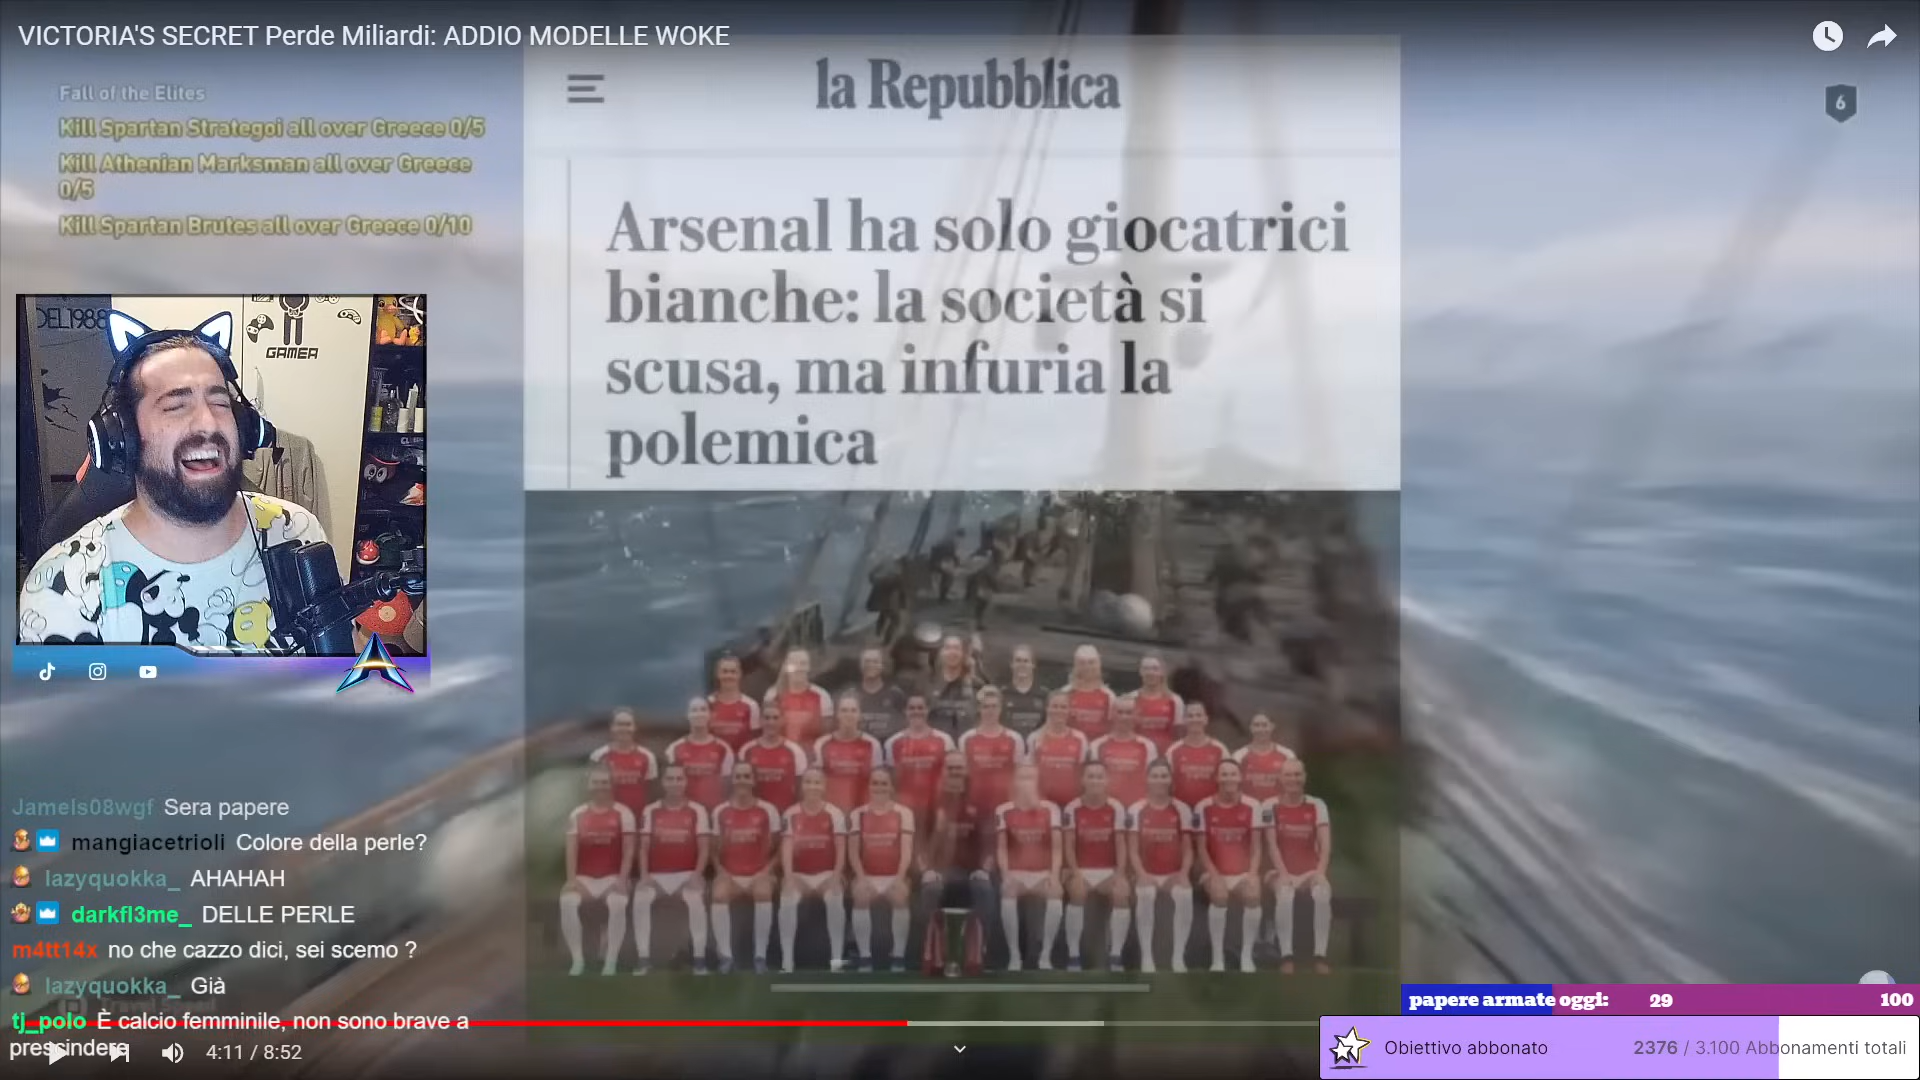 VICTORIA'S SECRET Perde Miliardi: ADDIO MODELLE WOKE
Fall of the Elites
Kill Spartan Strategoi all over Greece 0/5
Kill Athenian Marksman all over Greece
0/5
Kill Spartan Brutes all over Greece 0/10
6
la Repubblica
Arsenal ha solo giocatrici
bianche: la società si
scusa, ma infuria la
polemica
DEL1988
GAMER
Jamels08wgf Sera papere
mangiacetrioli Colore della perle?
lazyquokka_ AHAHAH
darkfl3me_ DELLE PERLE
m4tt14x no che cazzo dici, sei scemo ?
lazyquokka_ Già
tj_polo È calcio femminile, non sono brave a
prescindere
4:11 / 8:52
papere armate oggi: 29 100
Obiettivo abbonato 2376 / 3.100 Abbonamenti totali